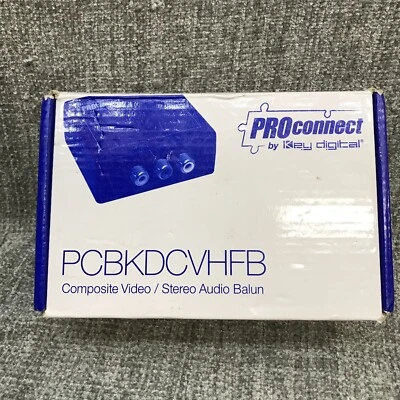 PROconnect
by Key digital®
PCBKDCVHFB
Composite Video / Stereo Audio Balun